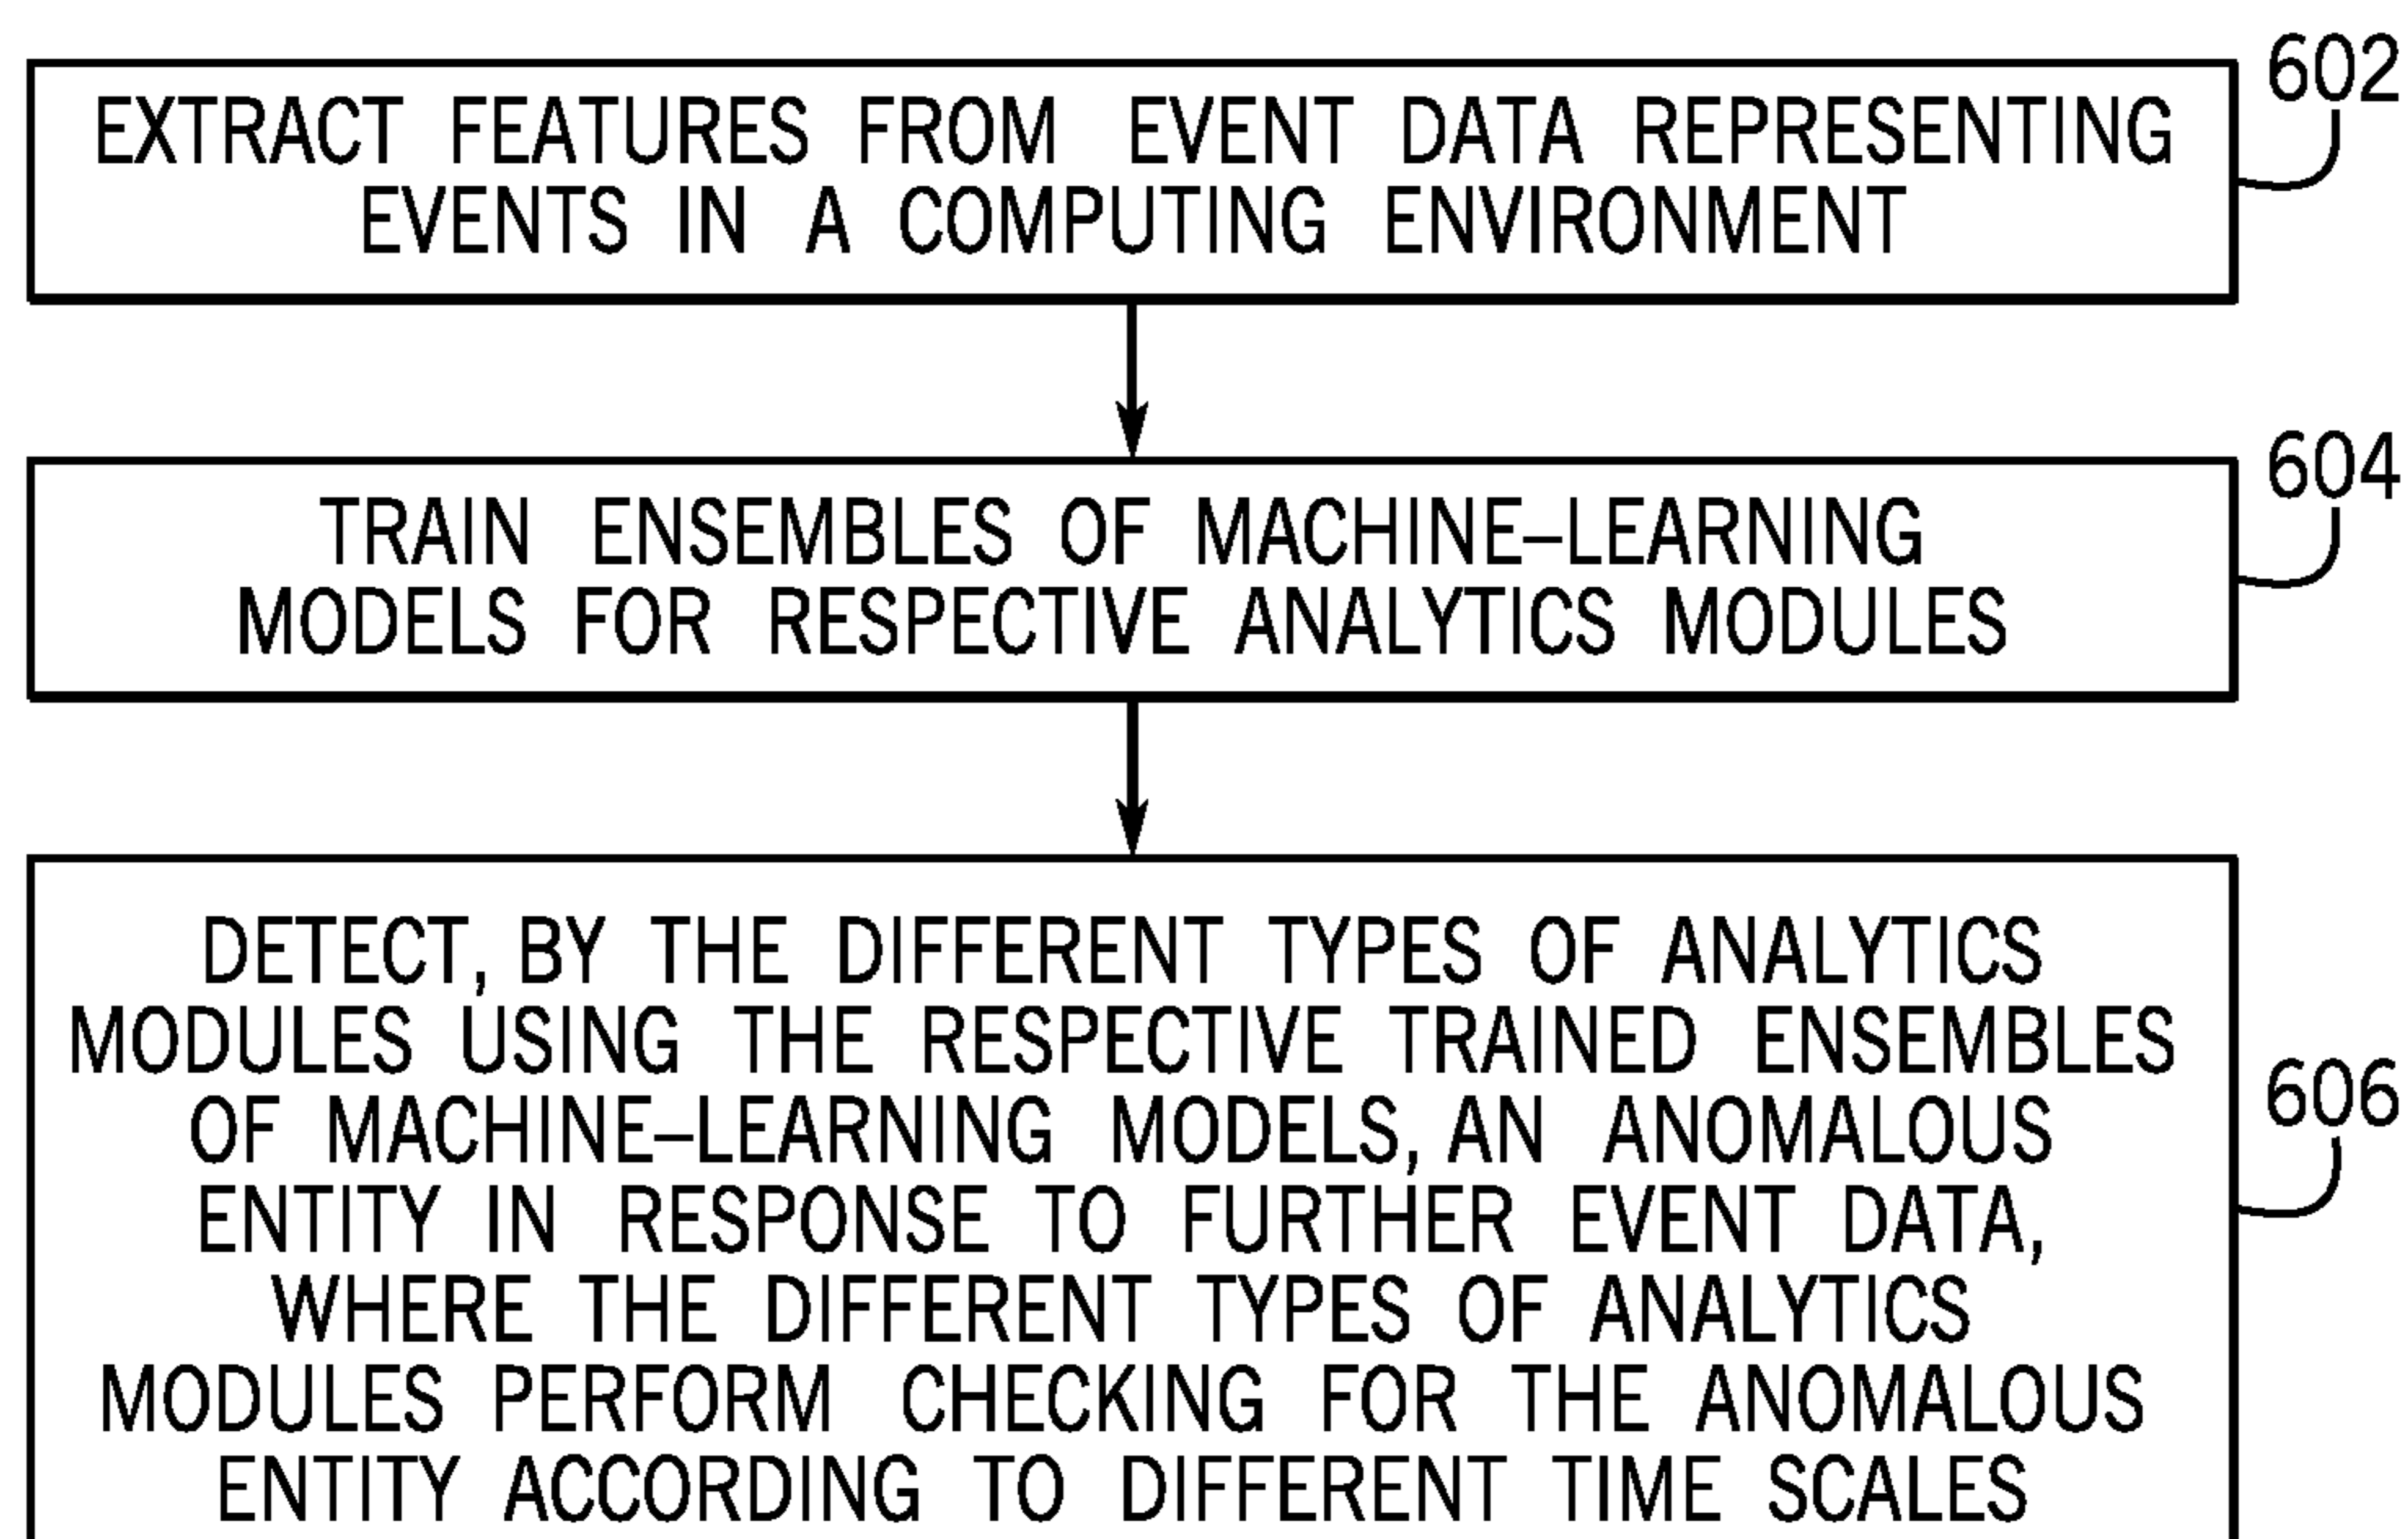 602
EXTRACT FEATURES FROM EVENT DATA REPRESENTING
EVENTS IN A COMPUTING ENVIRONMENT
604
TRAIN ENSEMBLES OF MACHINE–LEARNING
MODELS FOR RESPECTIVE ANALYTICS MODULES
DETECT, BY THE DIFFERENT TYPES OF ANALYTICS
MODULES USING THE RESPECTIVE TRAINED ENSEMBLES
OF MACHINE–LEARNING MODELS, AN ANOMALOUS
ENTITY IN RESPONSE TO FURTHER EVENT DATA,
WHERE THE DIFFERENT TYPES OF ANALYTICS
MODULES PERFORM CHECKING FOR THE ANOMALOUS
ENTITY ACCORDING TO DIFFERENT TIME SCALES
606